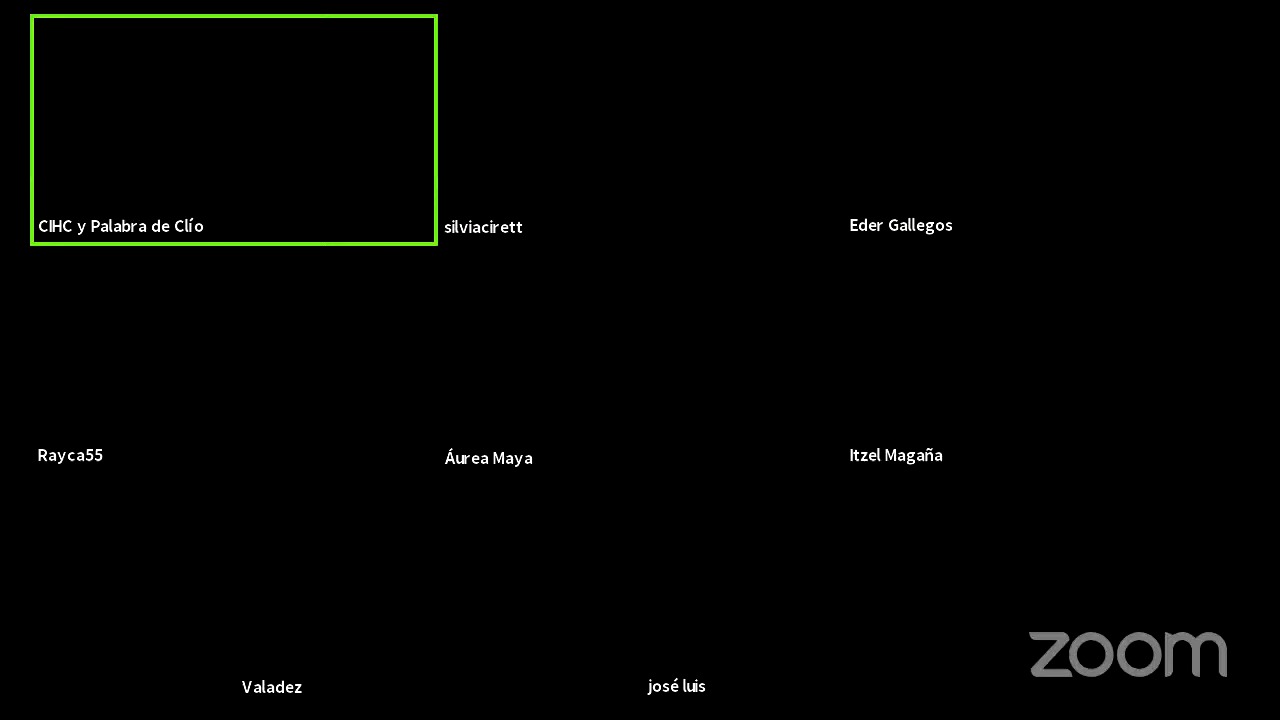 CIHC y Palabra de Clío
silviacirett
Eder Gallegos
Rayca55
Áurea Maya
Itzel Magaña
Valadez
josé luis
zoom